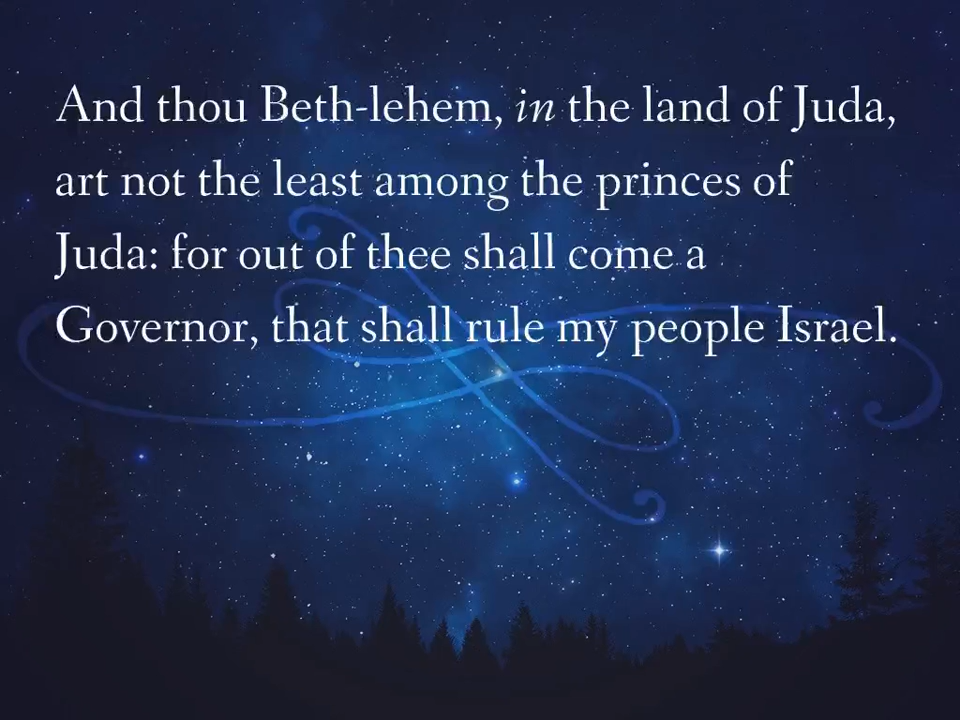 And thou Beth-lehem, in the land of Juda,
art not the least among the princes of
Juda: for out of thee shall come a
Governor, that shall rule my people Israel.